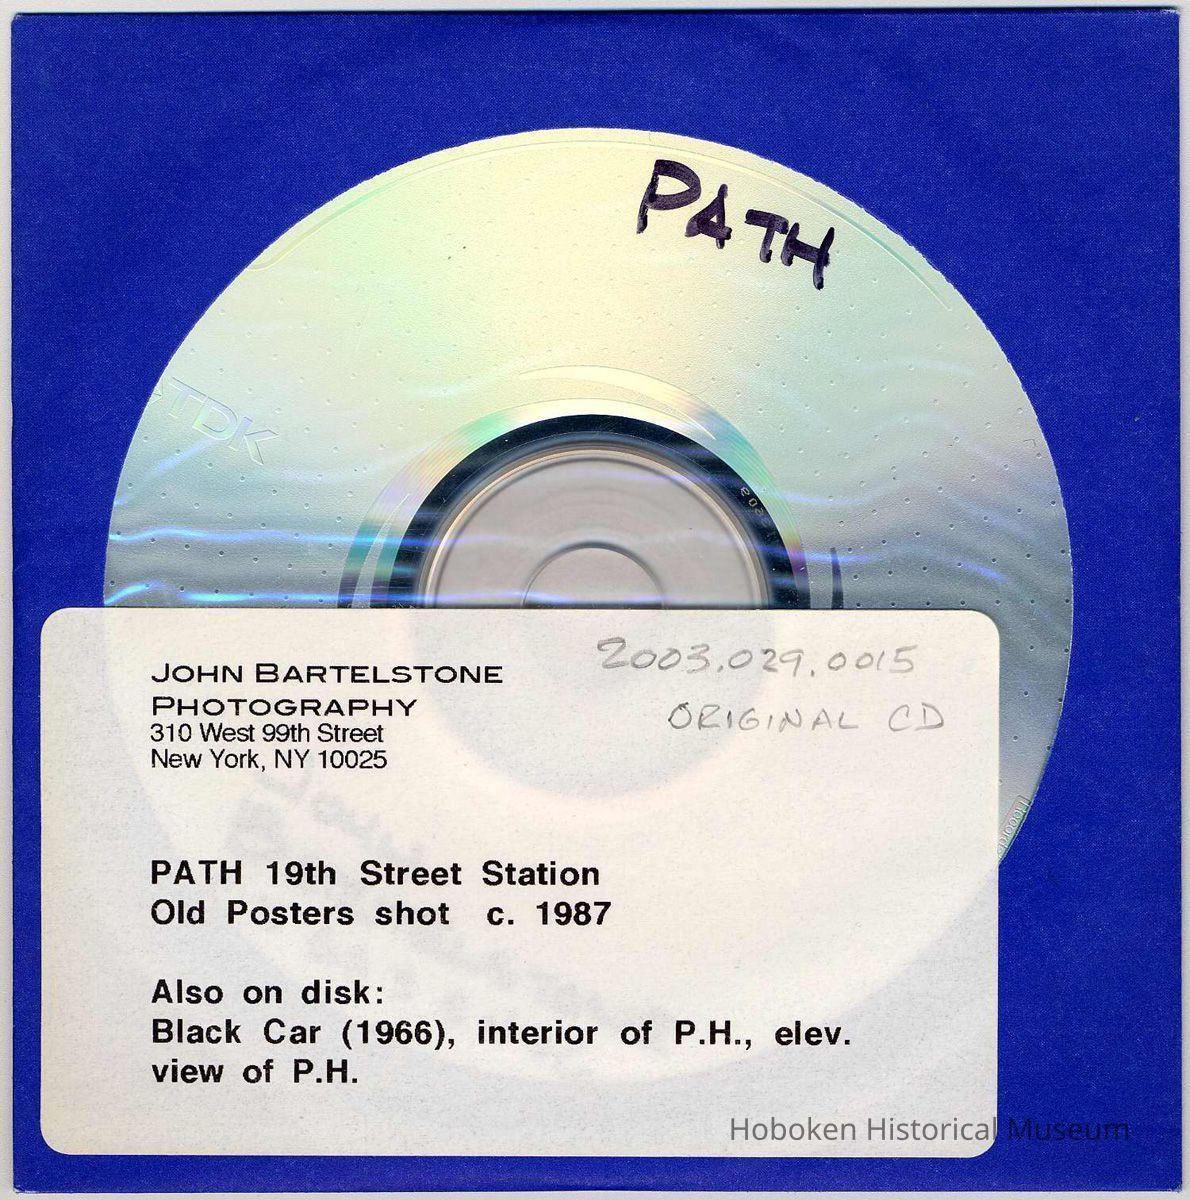 PATH
TDK
JOHN BARTELSTONE
PHOTOGRAPHY
310 West 99th Street
New York, NY 10025
2003.029.0015
ORIGINAL CD
PATH 19th Street Station
Old Posters shot c. 1987
Also on disk:
Black Car (1966), interior of P.H., elev.
view of P.H.
Hoboken Historical Museum